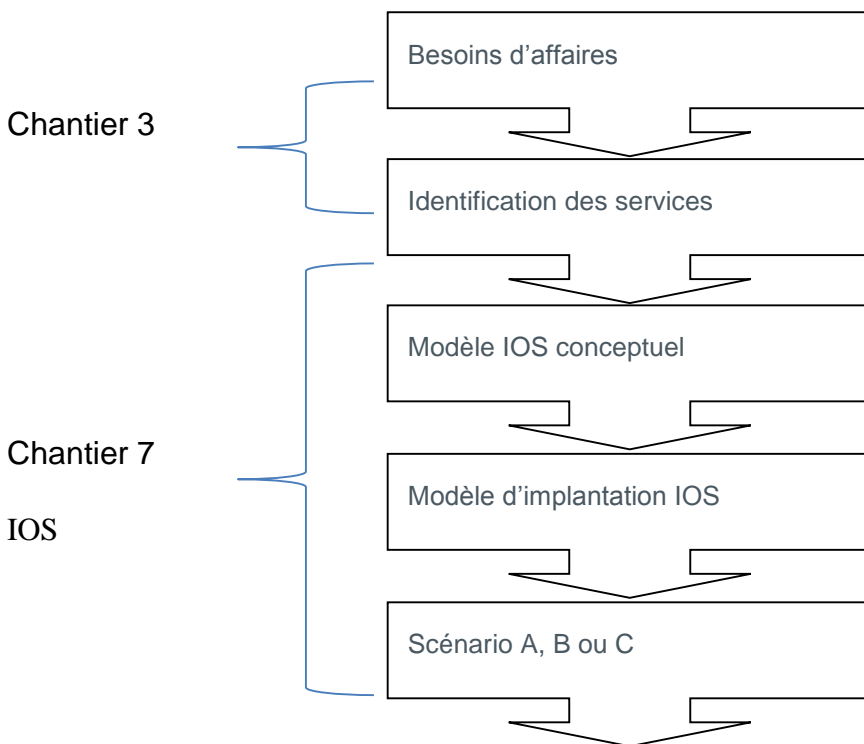 Besoins d’affaires
Chantier 3
Identification des services
Modèle IOS conceptuel
Chantier 7
Modèle d’implantation IOS
IOS
Scénario A, B ou C